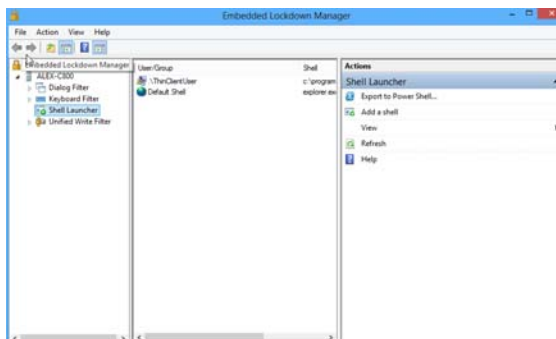 Embedded Lockdown Manager
File Action View Help
Embedded Lockdown Manager
ALEX-C800
Dialog Filter
Keyboard Filter
Shell Launcher
Unified Write Filter
User/Group Shell
.\ThinClientUser c:\program
Default Shell explorer.exe
Actions
Shell Launcher
Export to Power Shell...
Add a shell
View
Refresh
Help